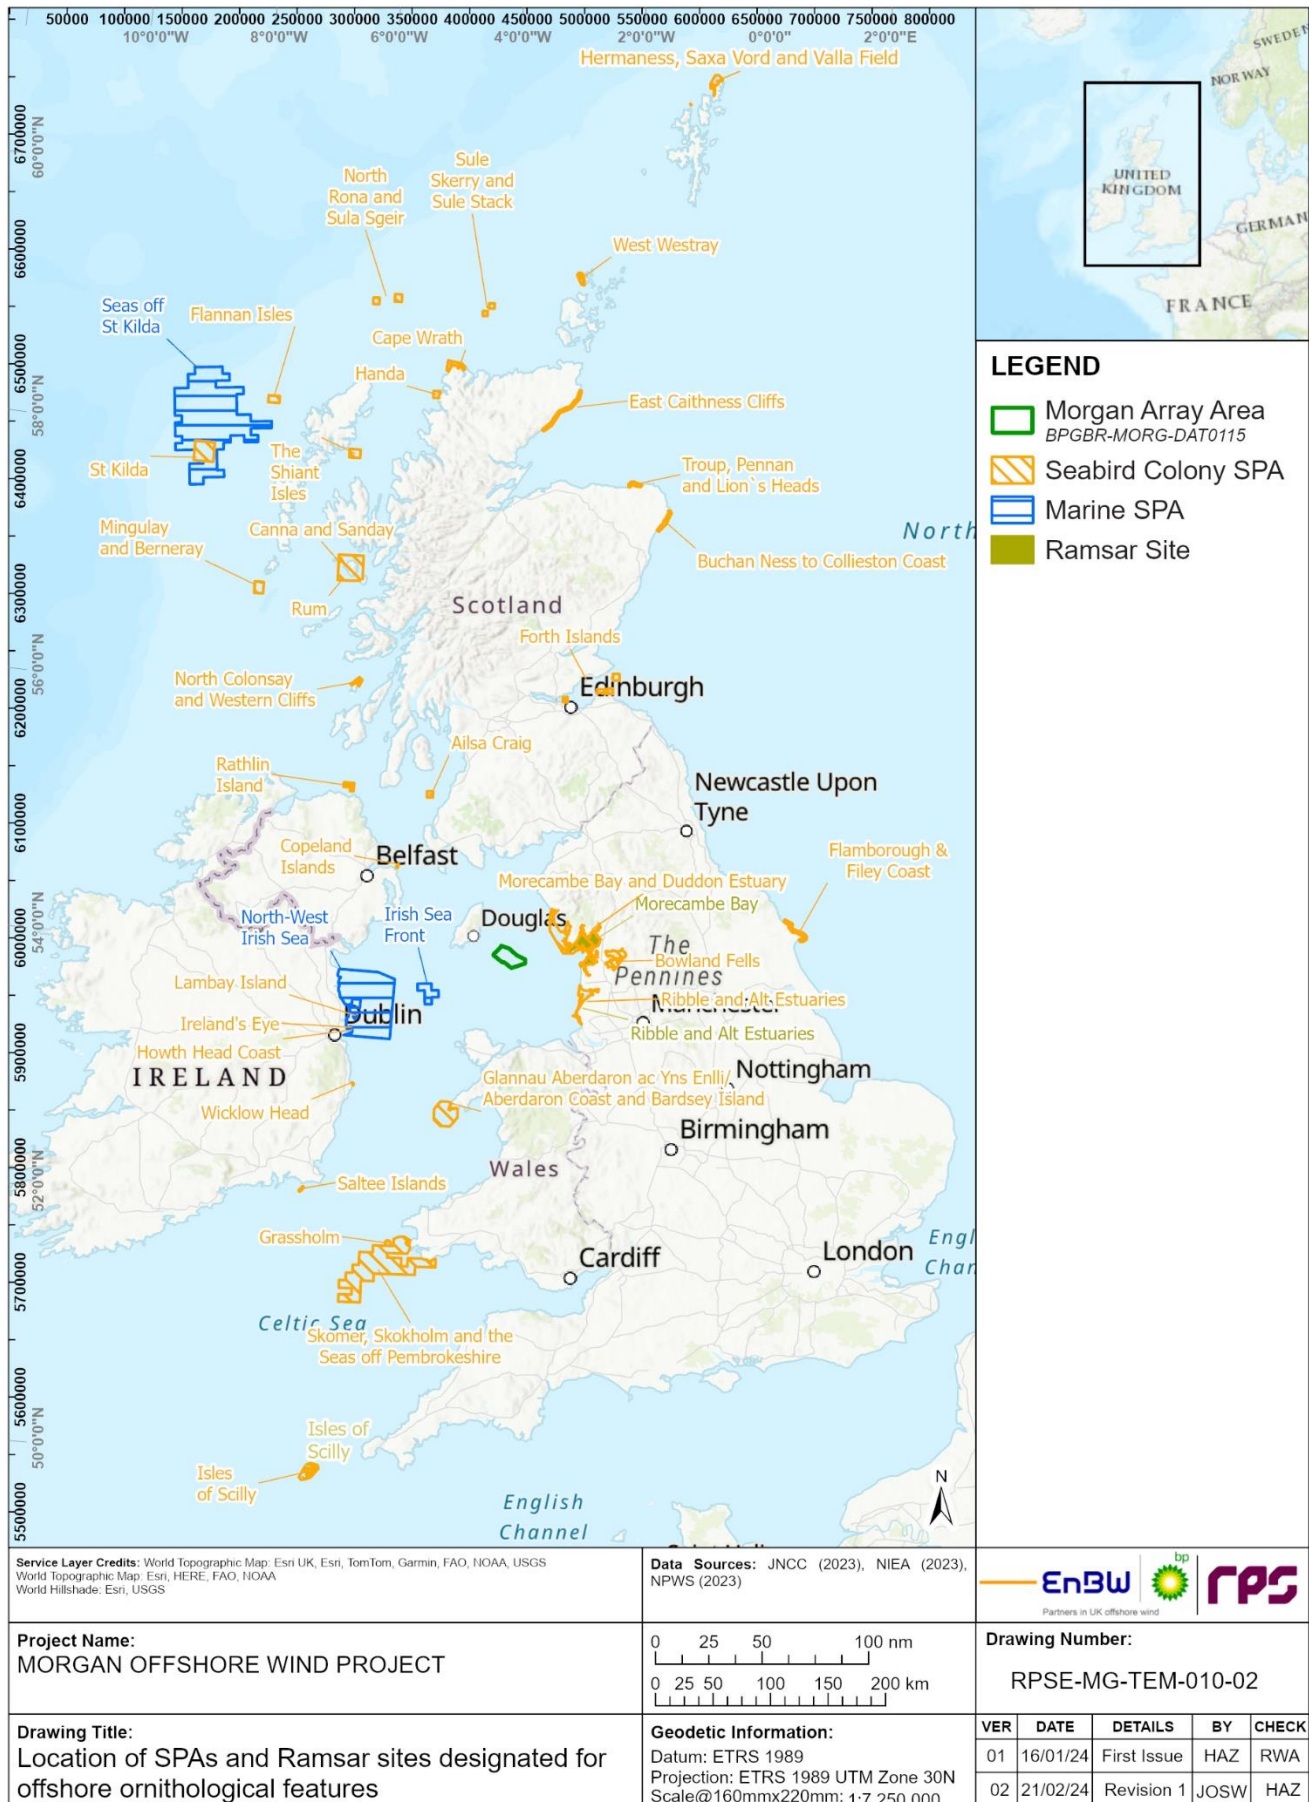 50000 100000 150000 200000 250000 300000 350000 400000 450000 500000 550000 600000 650000 700000 750000 800000
10°0'0"W 8°0'0"W 6°0'0"W 4°0'0"W 2°0'0"W 0°0'0" 2°0'0"E
6700000
60°0'0"N
6600000
6500000
58°0'0"N
6400000
6300000
56°0'0"N
6200000
6100000
54°0'0"N
6000000
5900000
5800000
52°0'0"N
5700000
5600000
50°0'0"N
5500000
Hermaness, Saxa Vord and Valla Field
Sule
Skerry and
Sule Stack
North
Rona and
Sula Sgeir
West Westray
Seas off
St Kilda
Flannan Isles
Cape Wrath
Handa
East Caithness Cliffs
St Kilda
The
Shiant
Isles
Troup, Pennan
and Lion`s Heads
Mingulay
and Berneray
Canna and Sanday
North
Buchan Ness to Collieston Coast
Rum
Scotland
Forth Islands
North Colonsay
and Western Cliffs
Edinburgh
Ailsa Craig
Rathlin
Island
Newcastle Upon
Tyne
Copeland
Islands
Belfast
Flamborough &
Filey Coast
Morecambe Bay and Duddon Estuary
Morecambe Bay
North-West
Irish Sea
Irish Sea
Front
Douglas
The
Pennines
Bowland Fells
Lambay Island
Dublin
Ribble and Alt Estuaries
Manchester
Ireland's Eye
Ribble and Alt Estuaries
Howth Head Coast
IRELAND
Nottingham
Glannau Aberdaron ac Yns Enlli/
Aberdaron Coast and Bardsey Island
Wicklow Head
Birmingham
Wales
Saltee Islands
Grassholm
Cardiff
London
Engl
Chan
Celtic Sea
Skomer, Skokholm and the
Seas off Pembrokeshire
Isles of
Scilly
Isles
of Scilly
English
Channel
N
SWEDEN
NORWAY
UNITED
KINGDOM
GERMAN
FRANCE
LEGEND
Morgan Array Area
BPGBR-MORG-DAT0115
Seabird Colony SPA
Marine SPA
Ramsar Site
Service Layer Credits: World Topographic Map: Esri UK, Esri, TomTom, Garmin, FAO, NOAA, USGS
World Topographic Map: Esri, HERE, FAO, NOAA
World Hillshade: Esri, USGS
Data Sources: JNCC (2023), NIEA (2023),
NPWS (2023)
EnBW bp rps
Partners in UK offshore wind
Project Name:
MORGAN OFFSHORE WIND PROJECT
0 25 50 100 nm
0 25 50 100 150 200 km
Drawing Number:
RPSE-MG-TEM-010-02
Drawing Title:
Location of SPAs and Ramsar sites designated for
offshore ornithological features
Geodetic Information:
Datum: ETRS 1989
Projection: ETRS 1989 UTM Zone 30N
Scale@160mmx220mm: 1:7,250,000
VER DATE DETAILS BY CHECK
01 16/01/24 First Issue HAZ RWA
02 21/02/24 Revision 1 JOSW HAZ